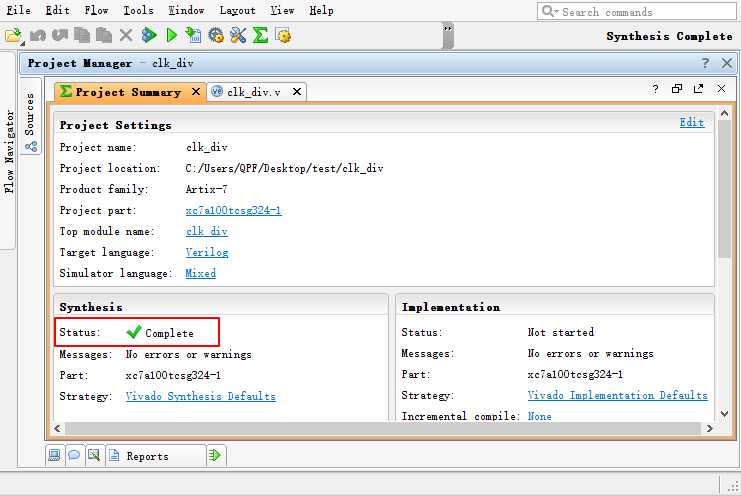 File Edit Flow Tools Window Layout View Help Search commands
Synthesis Complete
Project Manager - clk_div
Project Summary clk_div.v
Flow Navigator
Sources
Project Settings Edit
Project name: clk_div
Project location: C:/Users/QPF/Desktop/test/clk_div
Product family: Artix-7
Project part: xc7a100tcsg324-1
Top module name: clk_div
Target language: Verilog
Simulator language: Mixed
Synthesis
Status: Complete
Messages: No errors or warnings
Part: xc7a100tcsg324-1
Strategy: Vivado Synthesis Defaults
Implementation
Status: Not started
Messages: No errors or warnings
Part: xc7a100tcsg324-1
Strategy: Vivado Implementation Defaults
Incremental compile: None
Reports